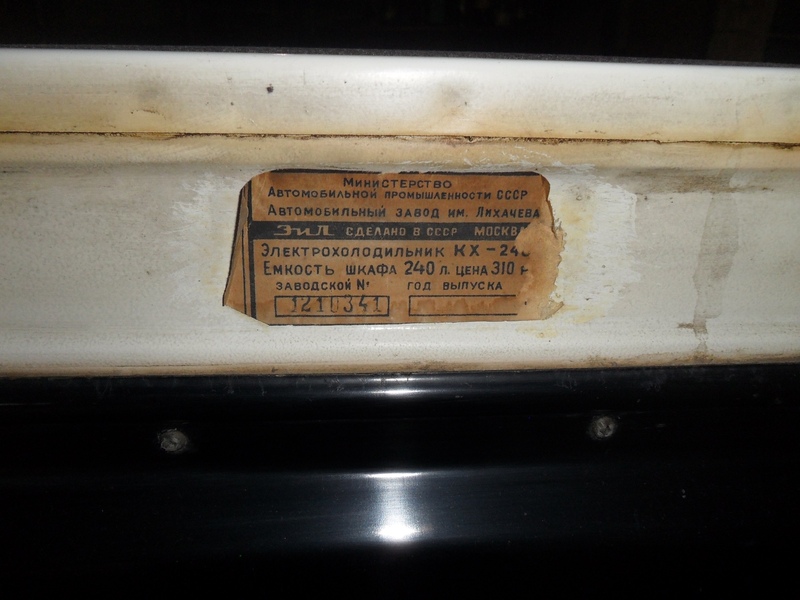 Министерство
Автомобильной промышленности СССР
Автомобильный завод им. Лихачева
ЗиЛ сделано в СССР Москва
Электрохолодильник КХ-240
Емкость шкафа 240 л. цена 310 р
заводской № год выпуска
1210341